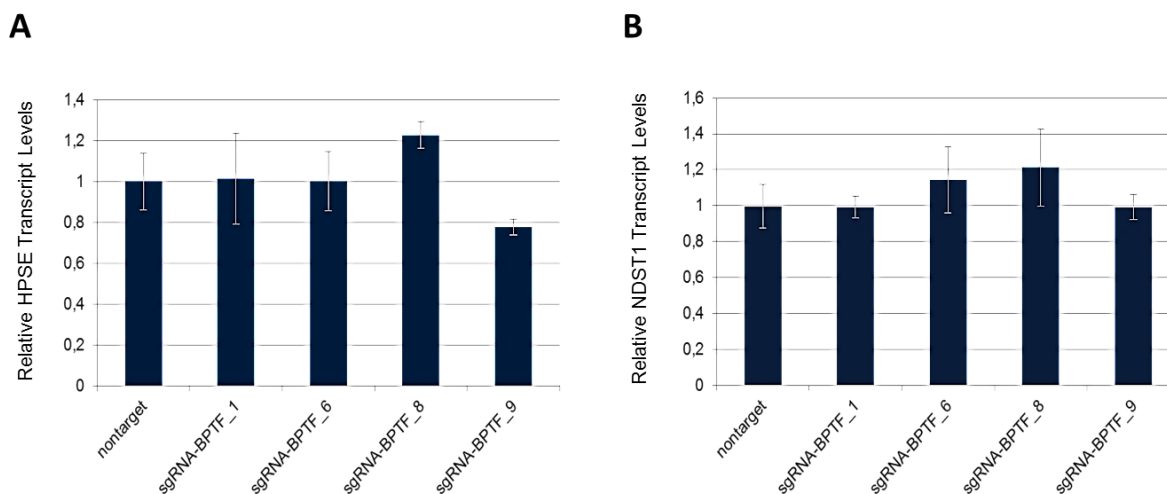 A
Relative HPSE Transcript Levels
1,4
1,2
1
0,8
0,6
0,4
0,2
0
nontarget
sgRNA-BPTF_1
sgRNA-BPTF_6
sgRNA-BPTF_8
sgRNA-BPTF_9
B
Relative NDST1 Transcript Levels
1,6
1,4
1,2
1
0,8
0,6
0,4
0,2
0
nontarget
sgRNA-BPTF_1
sgRNA-BPTF_6
sgRNA-BPTF_8
sgRNA-BPTF_9